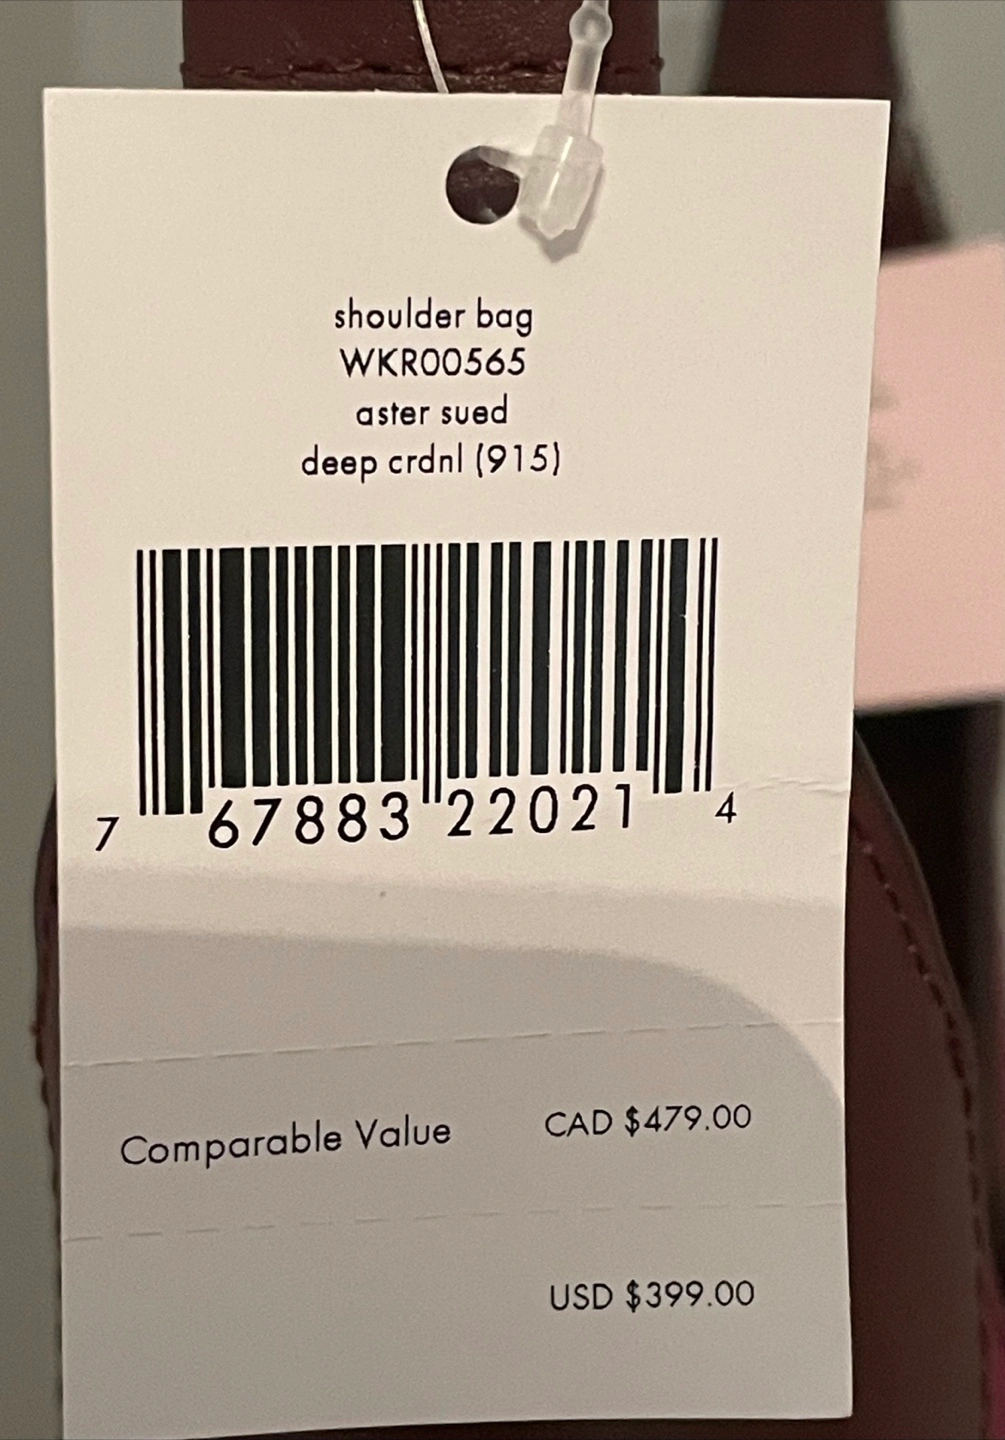 shoulder bag
WKR00565
aster sued
deep crdnl (915)
7 67883 22021 4
Comparable Value CAD $479.00
USD $399.00